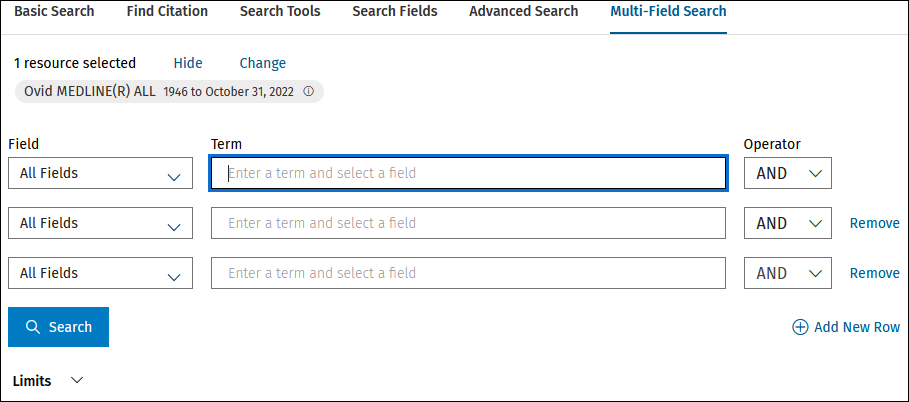 Basic Search Find Citation Search Tools Search Fields Advanced Search Multi-Field Search
1 resource selected Hide Change
Ovid MEDLINE(R) ALL 1946 to October 31, 2022
Field Term Operator
All Fields Enter a term and select a field AND
All Fields Enter a term and select a field AND Remove
All Fields Enter a term and select a field AND Remove
Search Add New Row
Limits